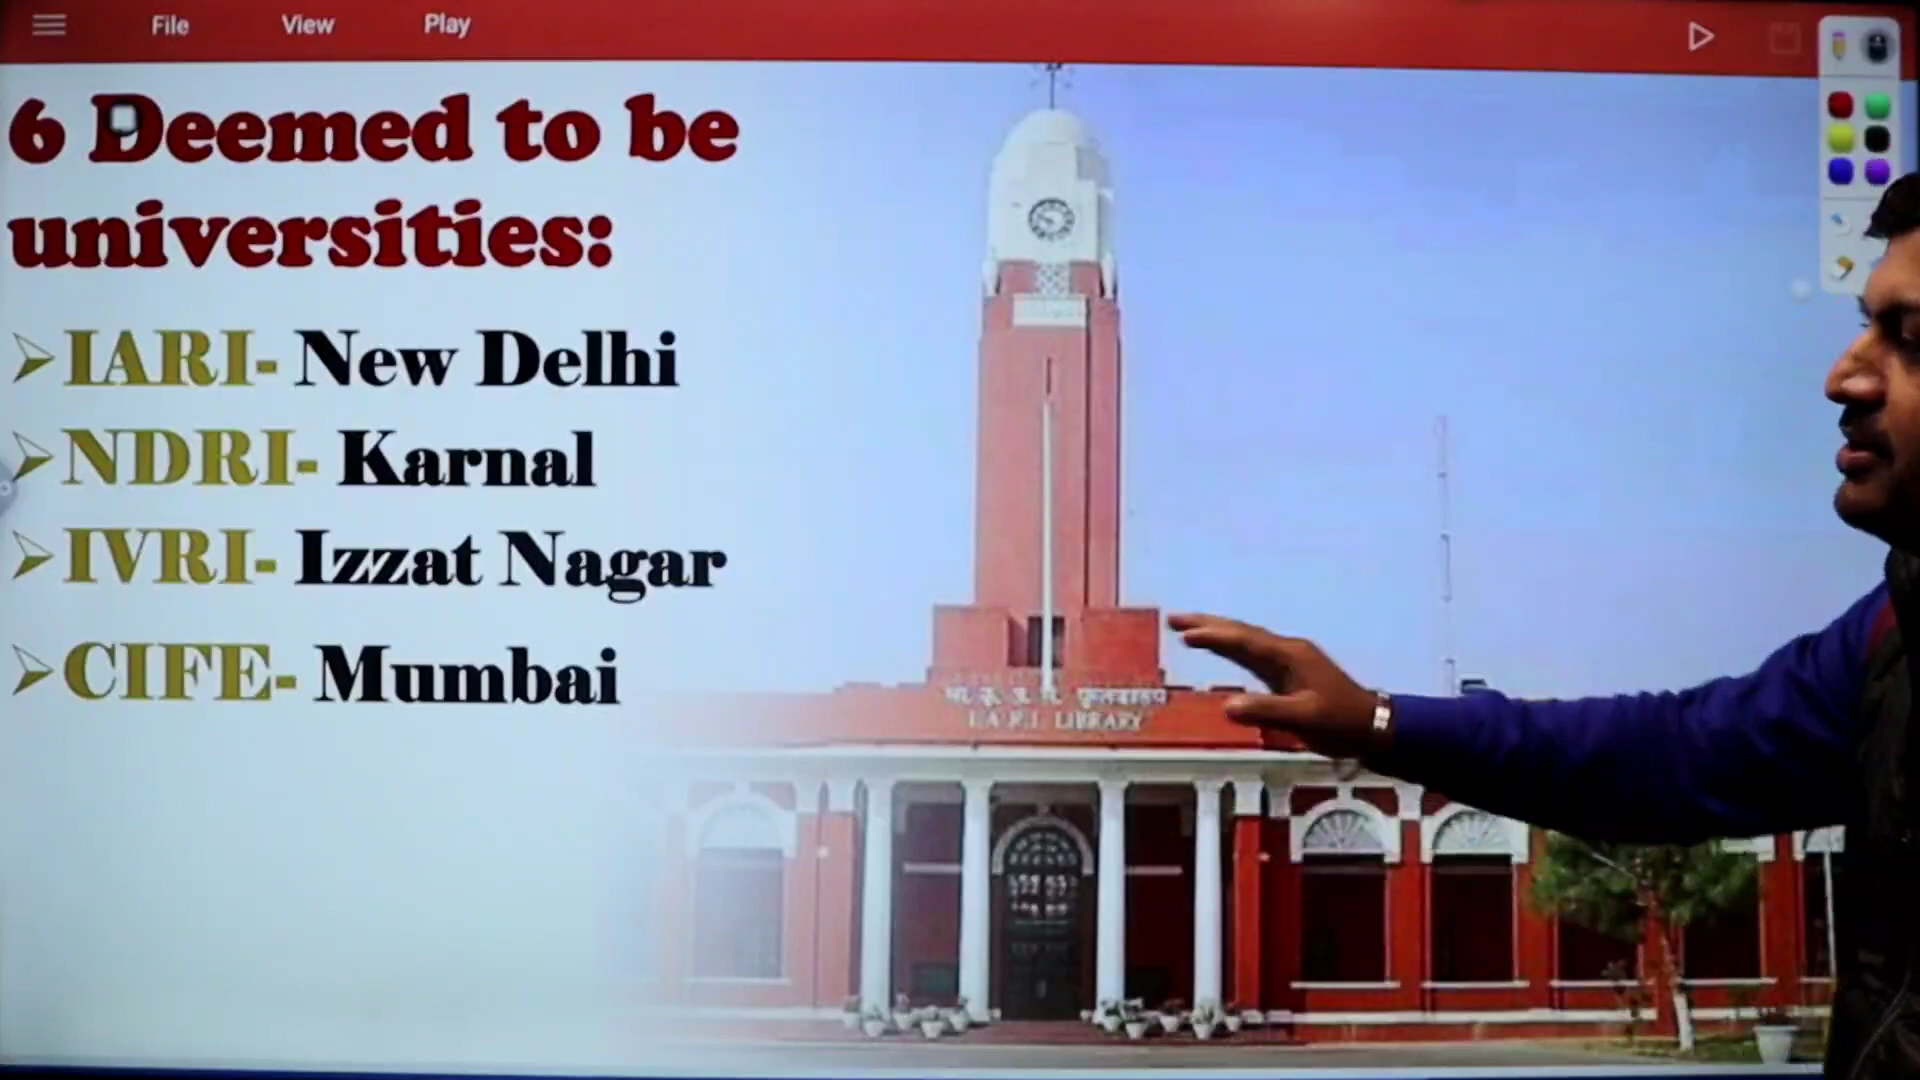 File View Play
6 Deemed to be
universities:
IARI- New Delhi
NDRI- Karnal
IVRI- Izzat Nagar
CIFE- Mumbai
I.A.R.I. LIBRARY